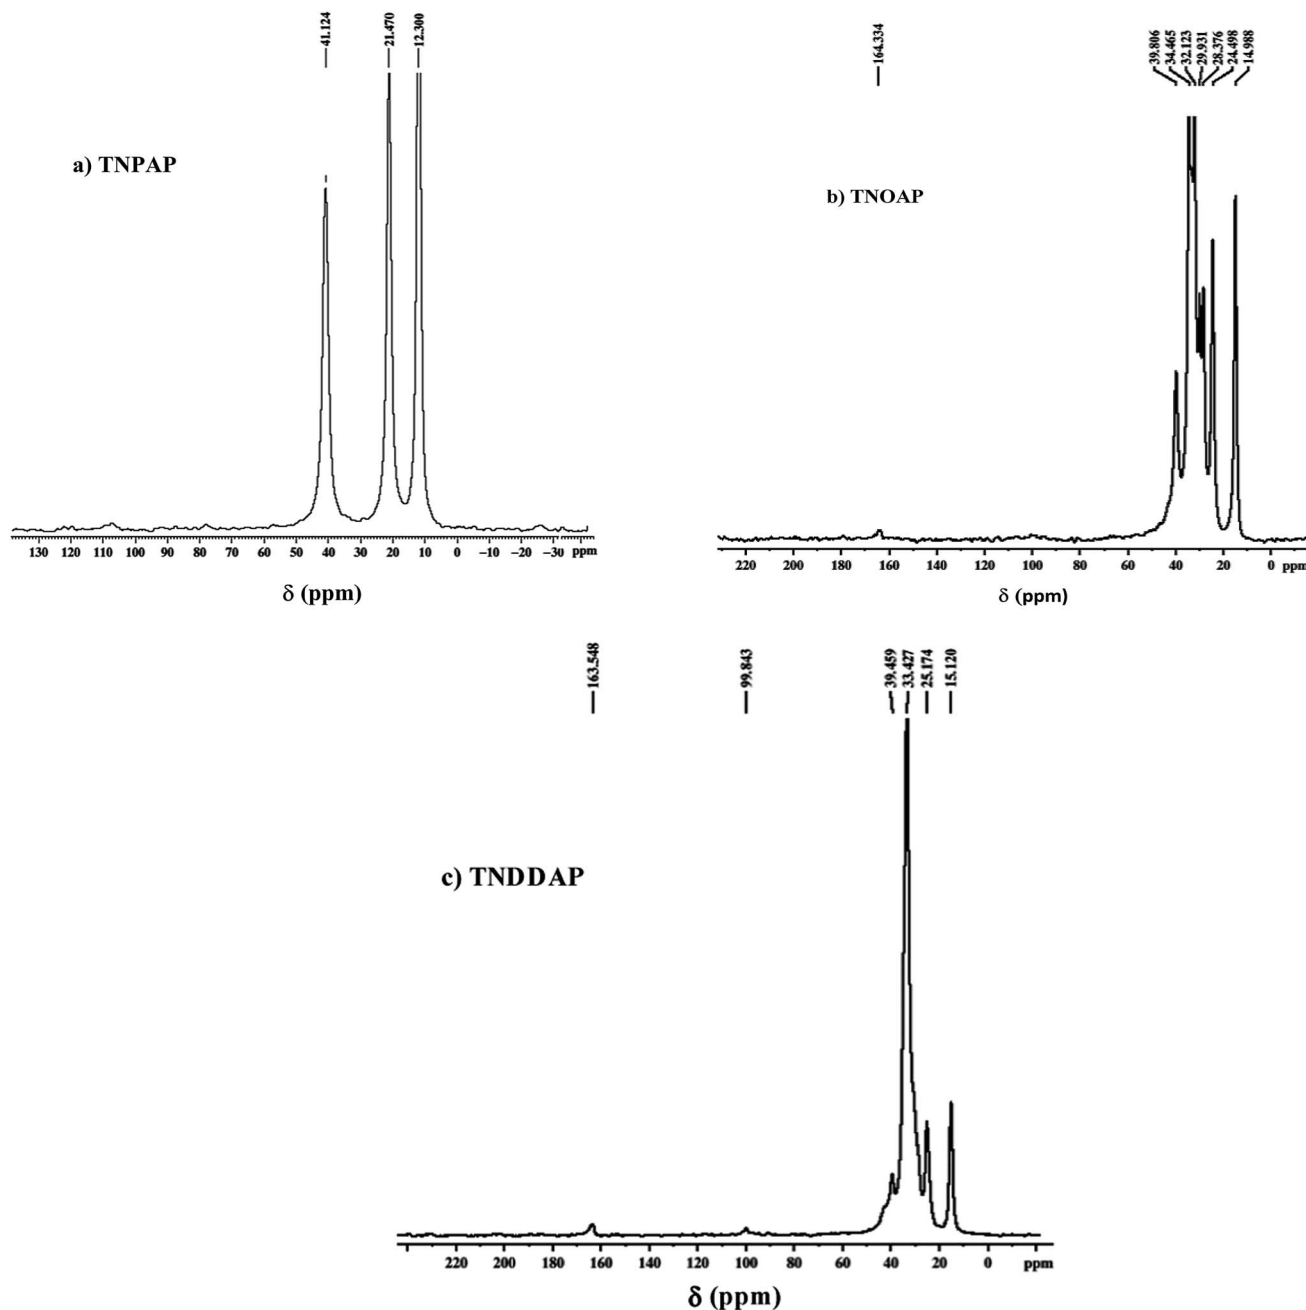 41.124
21.470
12.300
a) TNPAP
130 120 110 100 90 80 70 60 50 40 30 20 10 0 −10 −20 −30 ppm
δ (ppm)
164.334
39.806
34.465
32.123
29.931
28.376
24.498
14.988
b) TNOAP
220 200 180 160 140 120 100 80 60 40 20 0 ppm
δ (ppm)
163.548
99.843
39.459
33.427
25.174
15.120
c) TNDDAP
220 200 180 160 140 120 100 80 60 40 20 0 ppm
δ (ppm)